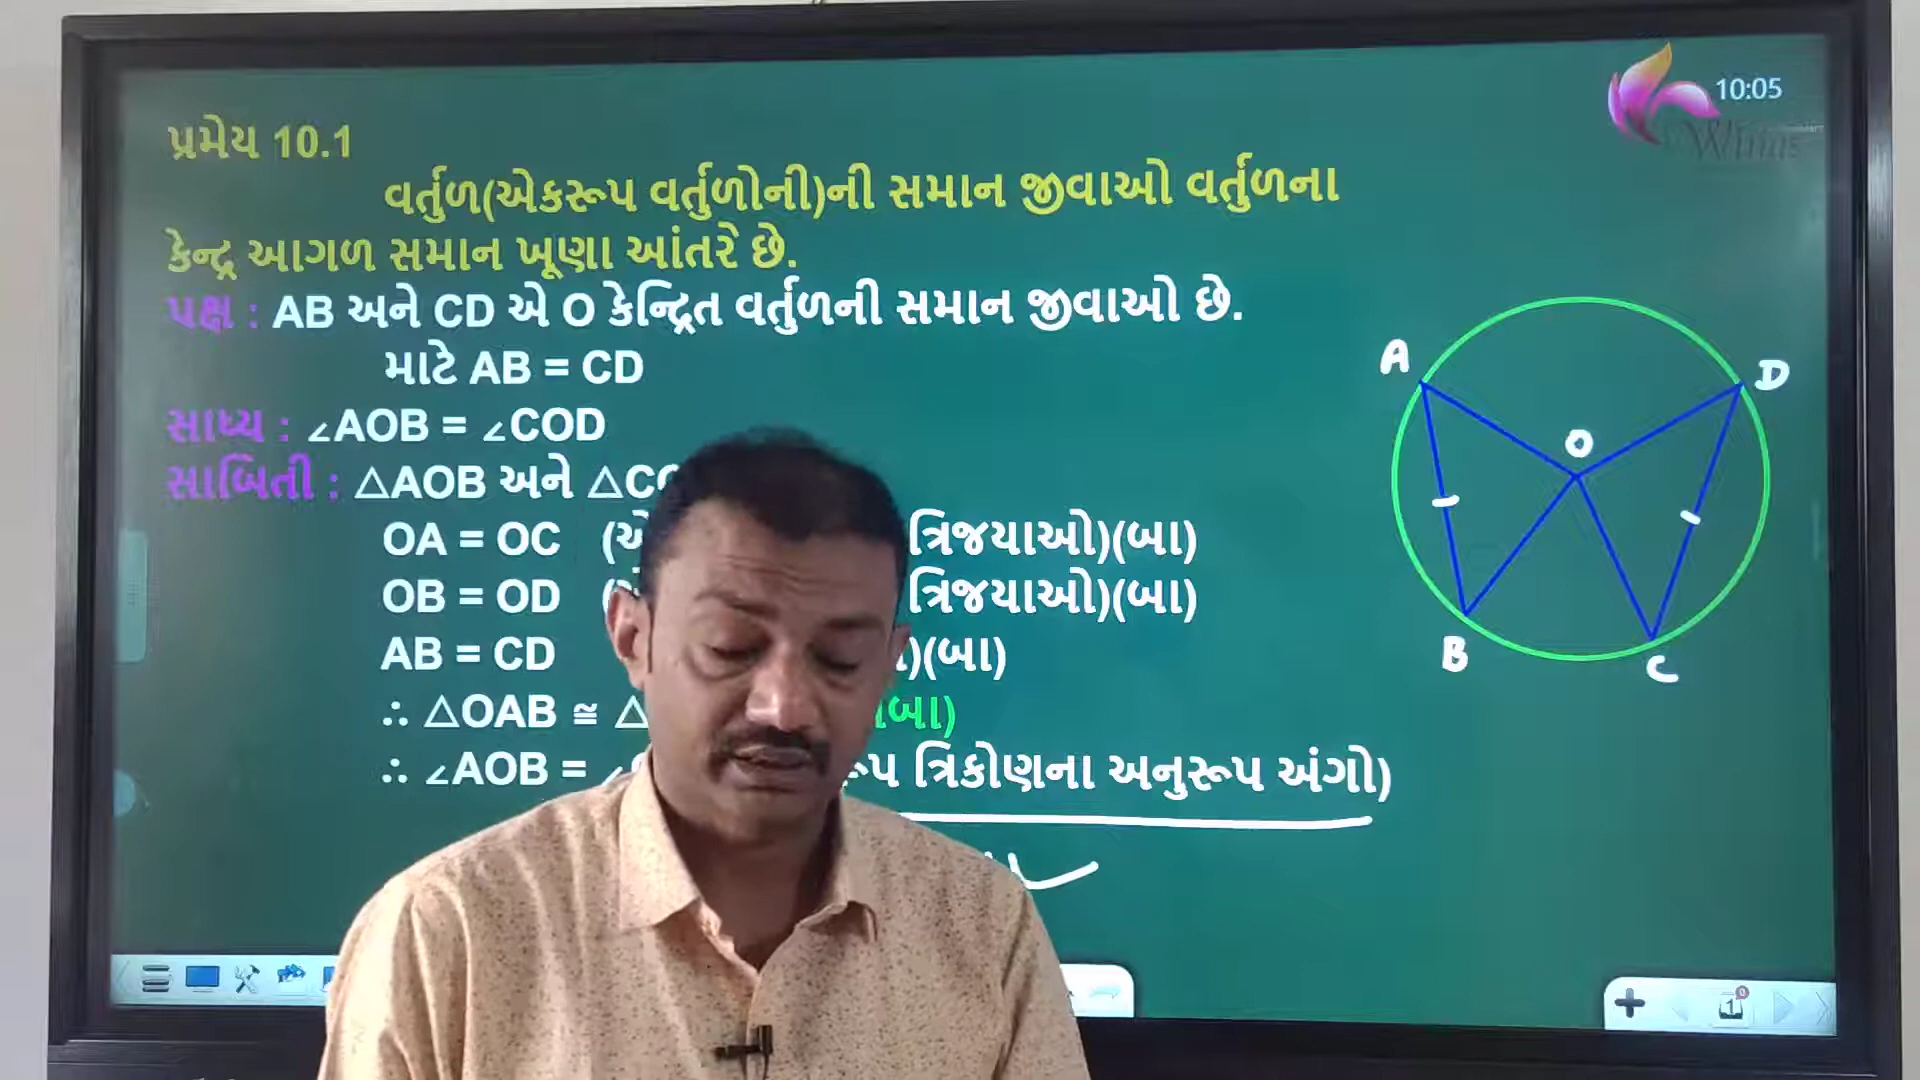 10:05
પ્રમેય 10.1
વર્તુળ(એકરૂપ વર્તુળોની)ની સમાન જીવાઓ વર્તુળના
કેન્દ્ર આગળ સમાન ખૂણા આંતરે છે.
પક્ષ : AB અને CD એ O કેન્દ્રિત વર્તુળની સમાન જીવાઓ છે.
માટે AB = CD
સાધ્ય : ∠AOB = ∠COD
સાબિતી : △AOB અને
OA = OC ત્રિજયાઓ)(બા)
OB = OD ત્રિજયાઓ)(બા)
AB = CD (બા)
∴ △OAB ≅
∴ ∠AOB = ત્રિકોણના અનુરૂપ અંગો)
A
D
O
B
C